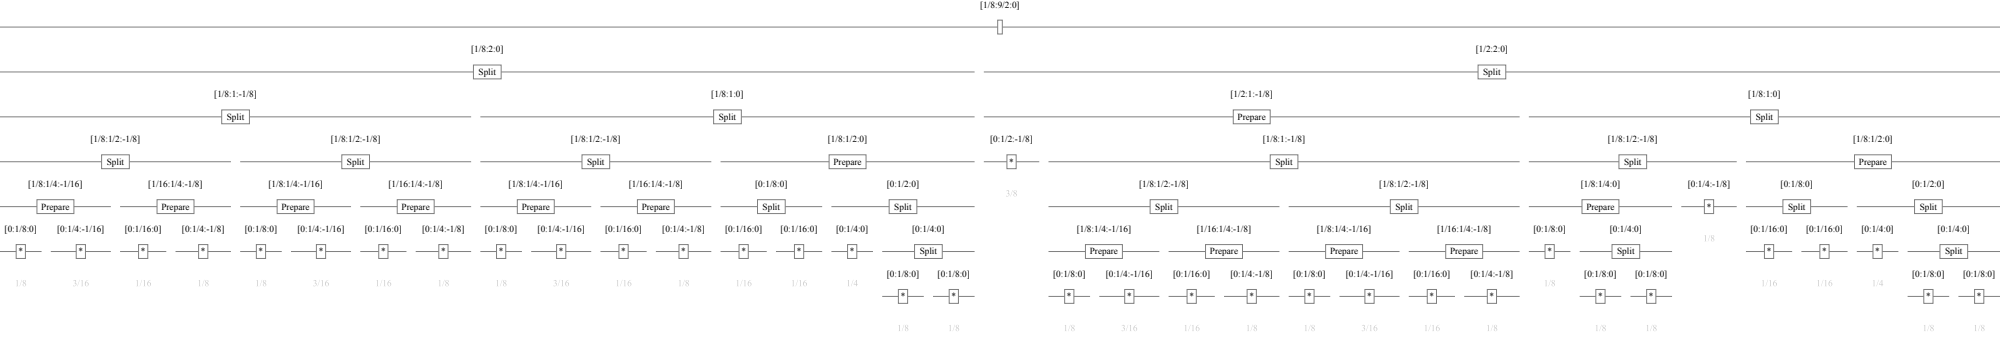 [1/8:9/2:0]
[1/8:2:0] [1/2:2:0]
Split Split
[1/8:1:-1/8] [1/8:1:0] [1/2:1:-1/8] [1/8:1:0]
Split Split Prepare Split
[1/8:1/2:-1/8] [1/8:1/2:-1/8] [1/8:1/2:-1/8] [1/8:1/2:0] [0:1/2:-1/8] [1/8:1:-1/8] [1/8:1/2:-1/8] [1/8:1/2:0]
Split Split Split Prepare * Split Split Prepare
[1/8:1/4:-1/16] [1/16:1/4:-1/8] [1/8:1/4:-1/16] [1/16:1/4:-1/8] [1/8:1/4:-1/16] [1/16:1/4:-1/8] [0:1/8:0] [0:1/2:0] 3/8 [1/8:1/2:-1/8] [1/8:1/2:-1/8] [1/8:1/4:0] [0:1/4:-1/8] [0:1/8:0] [0:1/2:0]
Prepare Prepare Prepare Prepare Prepare Prepare Split Split Split Split Prepare * Split Split
[0:1/8:0] [0:1/4:-1/16] [0:1/16:0] [0:1/4:-1/8] [0:1/8:0] [0:1/4:-1/16] [0:1/16:0] [0:1/4:-1/8] [0:1/8:0] [0:1/4:-1/16] [0:1/16:0] [0:1/4:-1/8] [0:1/16:0] [0:1/16:0] [0:1/4:0] [0:1/4:0] [1/8:1/4:-1/16] [1/16:1/4:-1/8] [1/8:1/4:-1/16] [1/16:1/4:-1/8] [0:1/8:0] [0:1/4:0] 1/8 [0:1/16:0] [0:1/16:0] [0:1/4:0] [0:1/4:0]
* * * * * * * * * * * * * * * Split Prepare Prepare Prepare Prepare * Split * * * Split
1/8 3/16 1/16 1/8 1/8 3/16 1/16 1/8 1/8 3/16 1/16 1/8 1/16 1/16 1/4 [0:1/8:0] [0:1/8:0] [0:1/8:0] [0:1/4:-1/16] [0:1/16:0] [0:1/4:-1/8] [0:1/8:0] [0:1/4:-1/16] [0:1/16:0] [0:1/4:-1/8] 1/8 [0:1/8:0] [0:1/8:0] 1/16 1/16 1/4 [0:1/8:0] [0:1/8:0]
* * * * * * * * * * * * * *
1/8 1/8 1/8 3/16 1/16 1/8 1/8 3/16 1/16 1/8 1/8 1/8 1/8 1/8